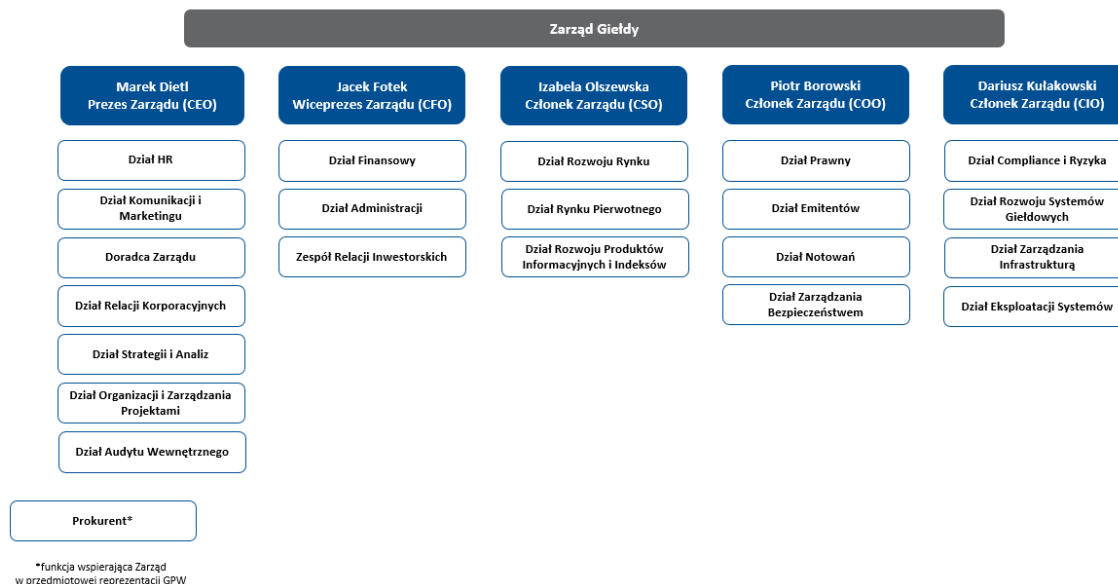 Zarząd Giełdy
Marek Dietl
Prezes Zarządu (CEO)
Jacek Fotek
Wiceprezes Zarządu (CFO)
Izabela Olszewska
Członek Zarządu (CSO)
Piotr Borowski
Członek Zarządu (COO)
Dariusz Kułakowski
Członek Zarządu (CIO)
Dział HR
Dział Komunikacji i
Marketingu
Doradca Zarządu
Dział Relacji Korporacyjnych
Dział Strategii i Analiz
Dział Organizacji i Zarządzania
Projektami
Dział Audytu Wewnętrznego
Dział Finansowy
Dział Administracji
Zespół Relacji Inwestorskich
Dział Rozwoju Rynku
Dział Rynku Pierwotnego
Dział Rozwoju Produktów
Informacyjnych i Indeksów
Dział Prawny
Dział Emitentów
Dział Notowań
Dział Zarządzania
Bezpieczeństwem
Dział Compliance i Ryzyka
Dział Rozwoju Systemów
Giełdowych
Dział Zarządzania
Infrastrukturą
Dział Eksploatacji Systemów
Prokurent*
*funkcja wspierająca Zarząd
w przedmiotowej reprezentacji GPW